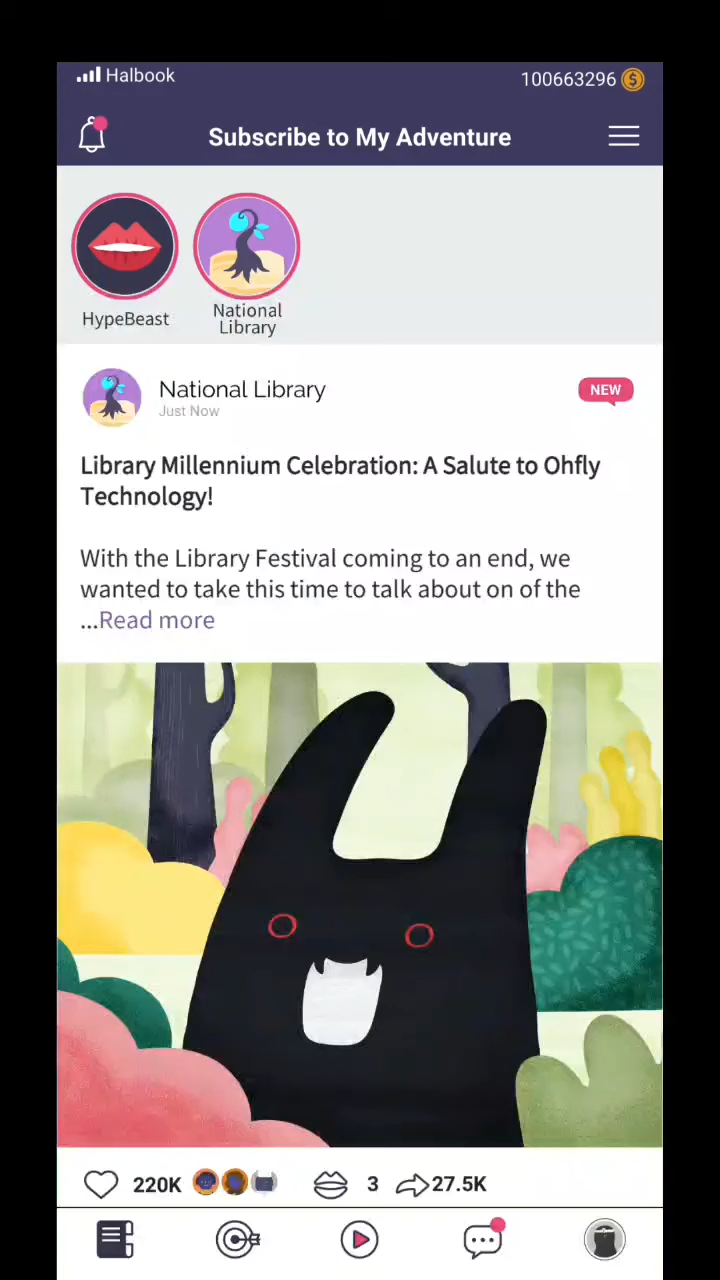 Halbook
100663296
Subscribe to My Adventure
HypeBeast
National
Library
National Library
Just Now
NEW
Library Millennium Celebration: A Salute to Ohfly
Technology!
With the Library Festival coming to an end, we
wanted to take this time to talk about on of the
...Read more
220K
3
27.5K